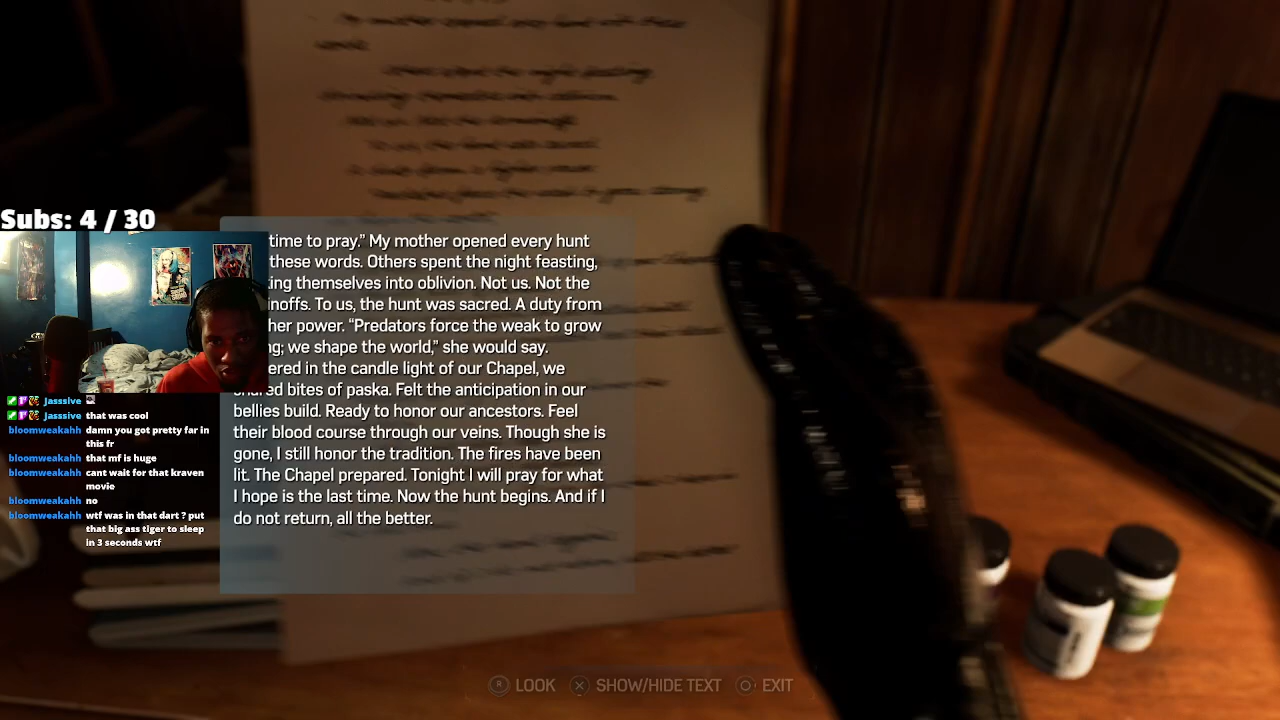 Subs: 4 / 30
time to pray.” My mother opened every hunt
these words. Others spent the night feasting,
ing themselves into oblivion. Not us. Not the
inoffs. To us, the hunt was sacred. A duty from
her power. “Predators force the weak to grow
ng; we shape the world,” she would say.
ered in the candle light of our Chapel, we
shared bites of paska. Felt the anticipation in our
bellies build. Ready to honor our ancestors. Feel
their blood course through our veins. Though she is
gone, I still honor the tradition. The fires have been
lit. The Chapel prepared. Tonight I will pray for what
I hope is the last time. Now the hunt begins. And if I
do not return, all the better.
Jasssive
Jasssive that was cool
bloomweakahh damn you got pretty far in
this fr
bloomweakahh that mf is huge
bloomweakahh cant wait for that kraven
movie
bloomweakahh no
bloomweakahh wtf was in that dart ? put
that big ass tiger to sleep
in 3 seconds wtf
R LOOK SHOW/HIDE TEXT EXIT